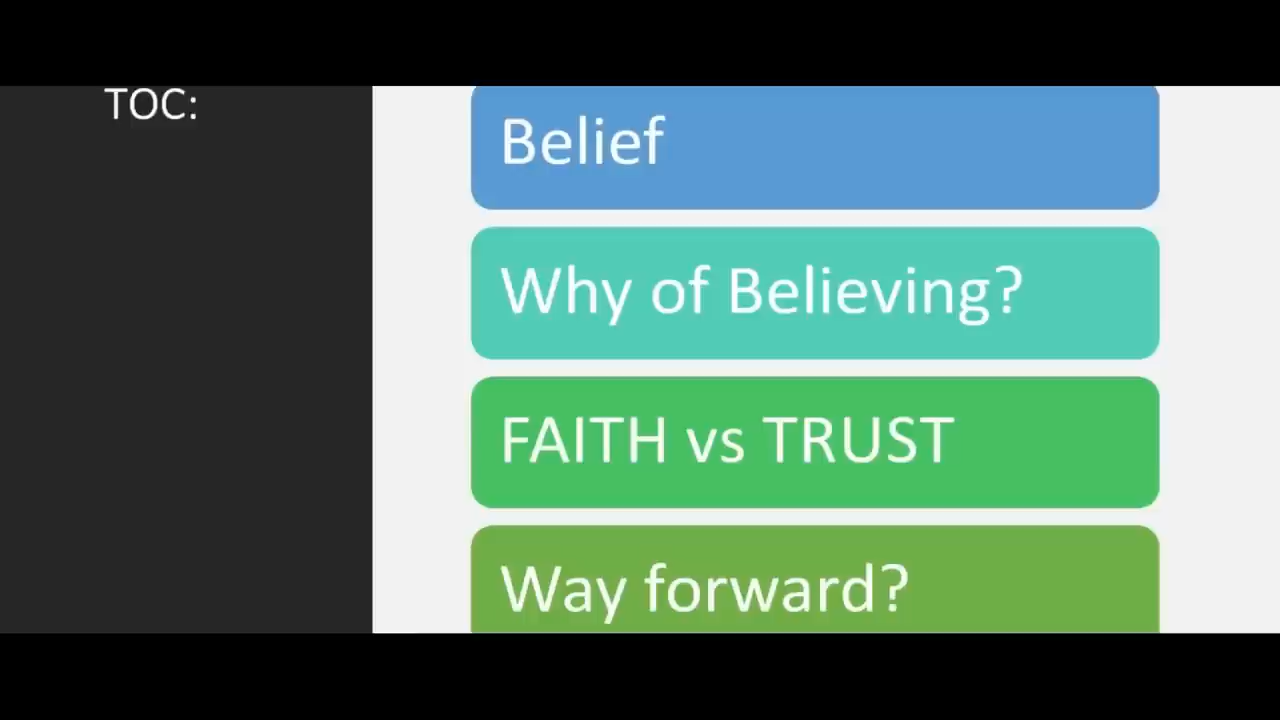 TOC:
Belief
Why of Believing?
FAITH vs TRUST
Way forward?